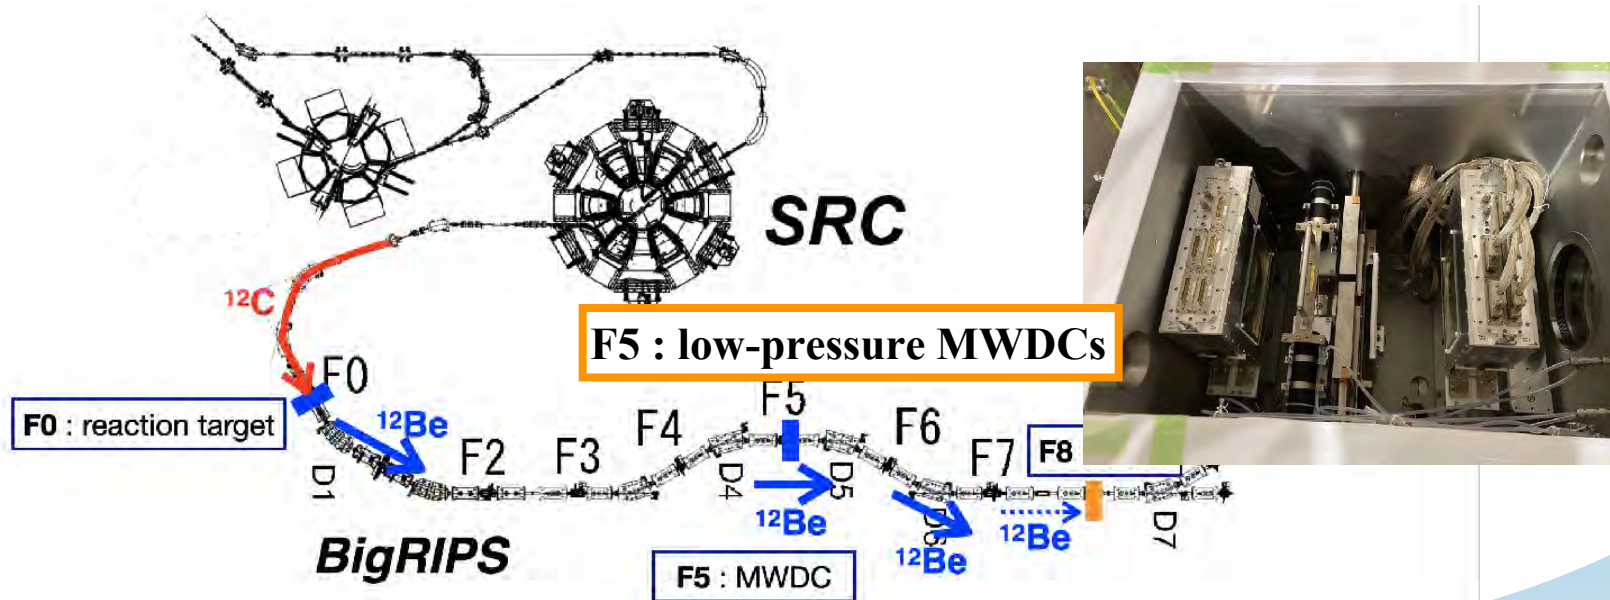 SRC
¹²C
F5 : low-pressure MWDCs
F0
F0 : reaction target
¹²Be
F5
F4
F6
F2
F3
F7
F8
D1
D4
D5
¹²Be
D6
¹²Be
¹²Be
D7
BigRIPS
F5 : MWDC